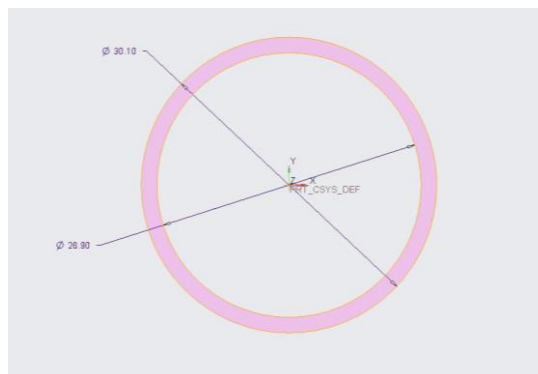 Ø 30.10
Y
Z X
PRT_CSYS_DEF
Ø 26.90